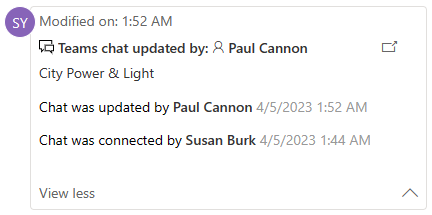 SY
Modified on: 1:52 AM
Teams chat updated by: Paul Cannon
City Power & Light
Chat was updated by Paul Cannon 4/5/2023 1:52 AM
Chat was connected by Susan Burk 4/5/2023 1:44 AM
View less